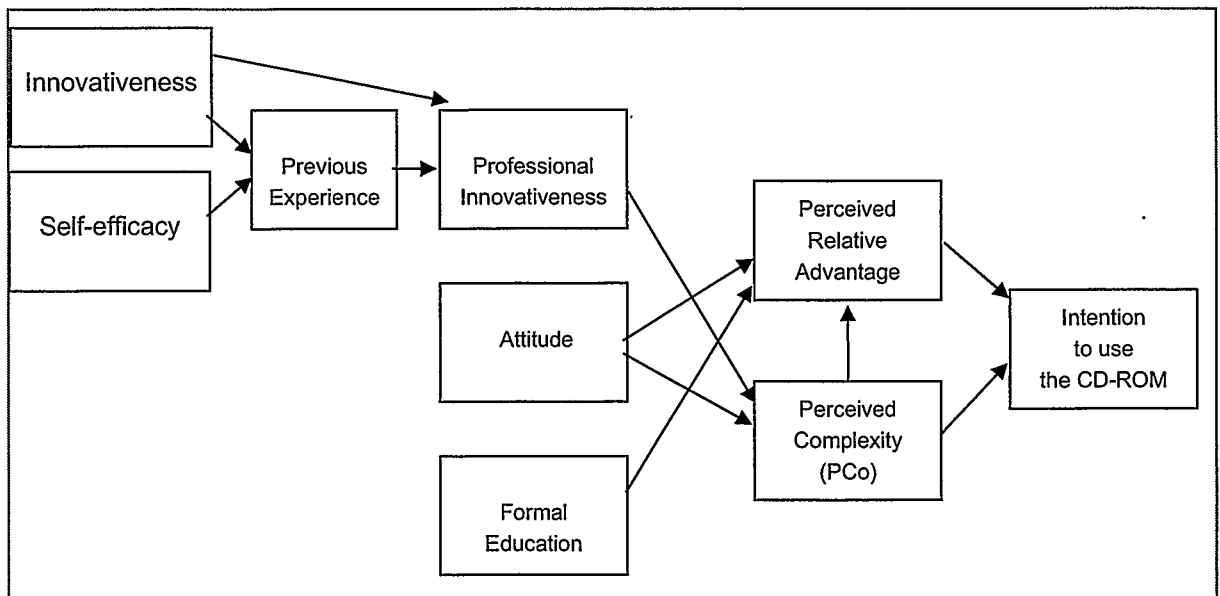 Innovativeness
Self-efficacy
Previous
Experience
Professional
Innovativeness
Attitude
Formal
Education
Perceived
Relative
Advantage
Perceived
Complexity
(PCo)
Intention
to use
the CD-ROM